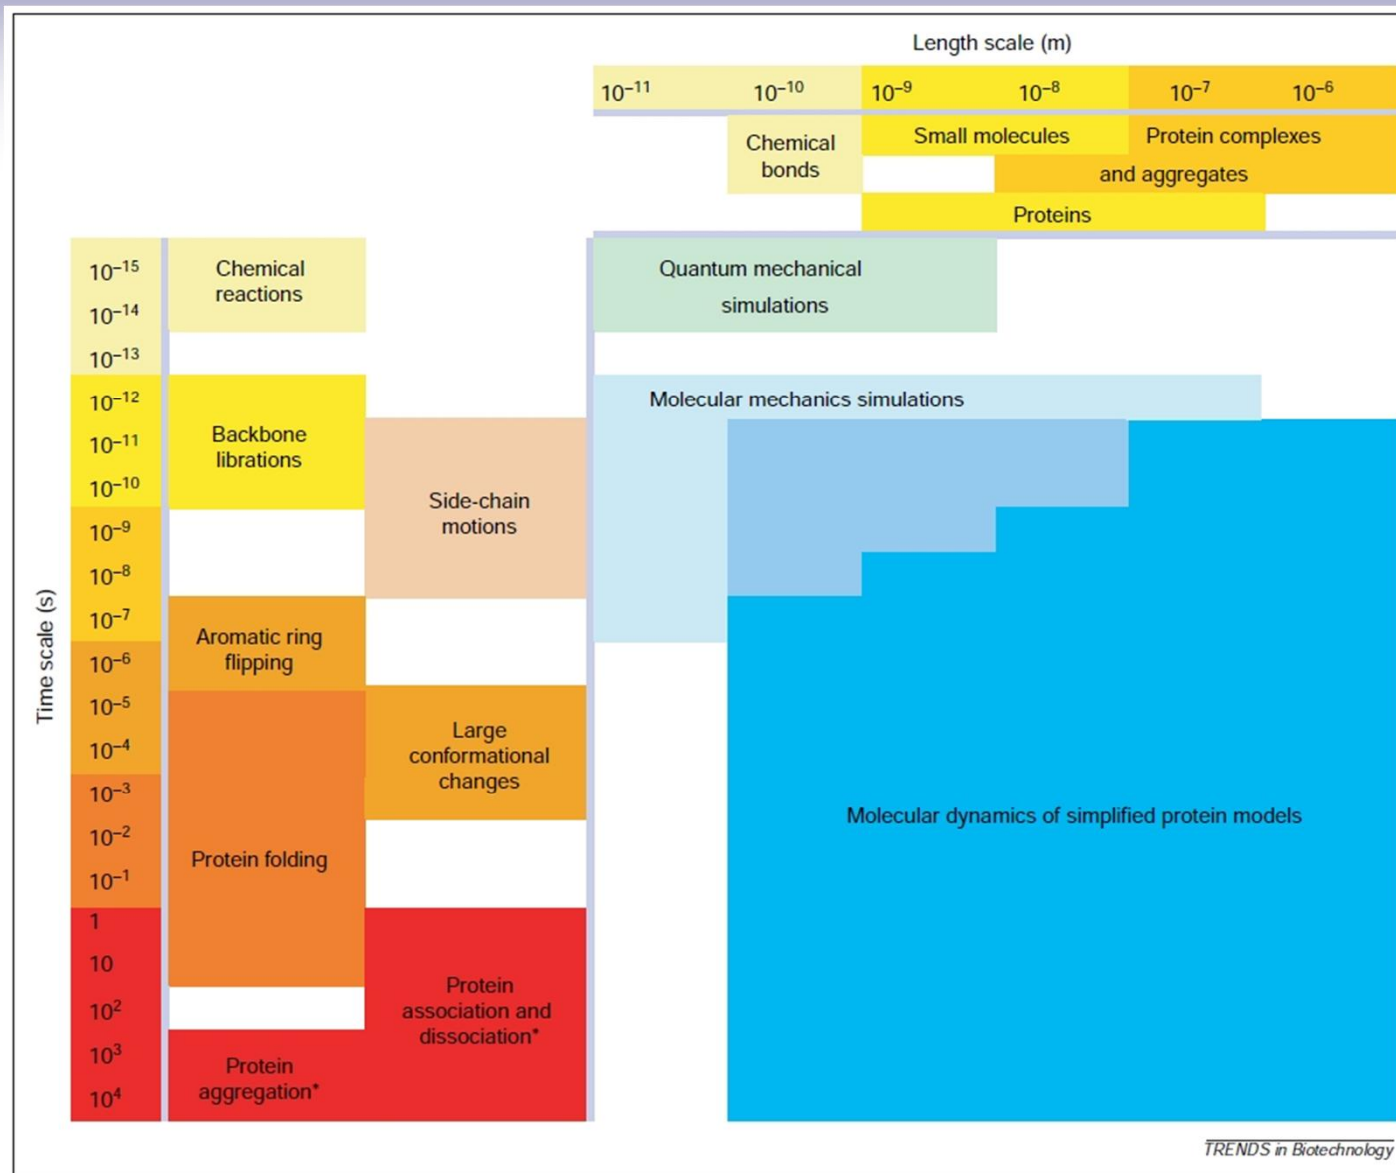 Length scale (m)
10⁻¹¹ 10⁻¹⁰ 10⁻⁹ 10⁻⁸ 10⁻⁷ 10⁻⁶
Chemical
bonds
Small molecules
Protein complexes
and aggregates
Proteins
Time scale (s)
10⁻¹⁵
10⁻¹⁴
10⁻¹³
10⁻¹²
10⁻¹¹
10⁻¹⁰
10⁻⁹
10⁻⁸
10⁻⁷
10⁻⁶
10⁻⁵
10⁻⁴
10⁻³
10⁻²
10⁻¹
1
10
10²
10³
10⁴
Chemical
reactions
Backbone
librations
Side-chain
motions
Aromatic ring
flipping
Large
conformational
changes
Protein folding
Protein
association and
dissociation*
Protein
aggregation*
Quantum mechanical
simulations
Molecular mechanics simulations
Molecular dynamics of simplified protein models
TRENDS in Biotechnology